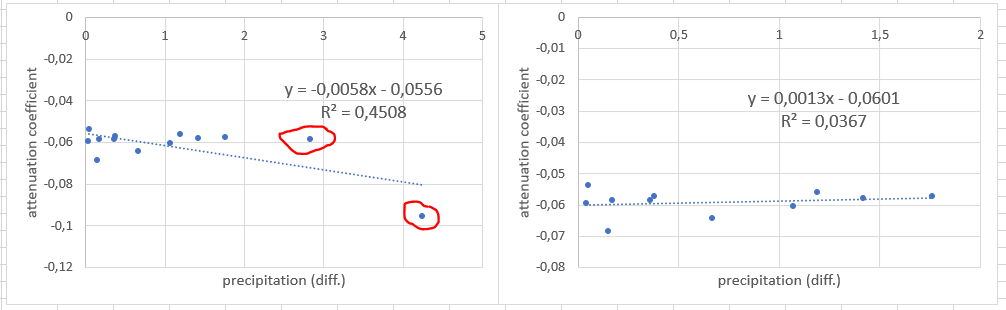 0
0 1 2 3 4 5
-0,02
-0,04
-0,06
-0,08
-0,1
-0,12
attenuation coefficient
y = -0,0058x - 0,0556
R² = 0,4508
precipitation (diff.)
0
0 0,5 1 1,5 2
-0,01
-0,02
-0,03
-0,04
-0,05
-0,06
-0,07
-0,08
attenuation coefficient
y = 0,0013x - 0,0601
R² = 0,0367
precipitation (diff.)